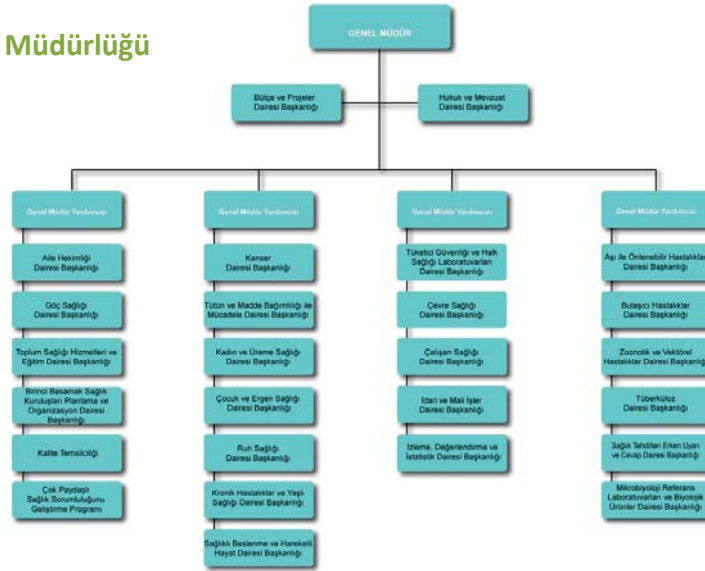 Müdürlüğü
GENEL MÜDÜR
Bütçe ve Projeler
Dairesi Başkanlığı
Hukuk ve Mevzuat
Dairesi Başkanlığı
Genel Müdür Yardımcısı
Aile Hekimliği
Dairesi Başkanlığı
Göç Sağlığı
Dairesi Başkanlığı
Toplum Sağlığı Hizmetleri ve
Eğitim Dairesi Başkanlığı
Birinci Basamak Sağlık
Kuruluşları Planlama ve
Organizasyon Dairesi
Başkanlığı
Kalite Temsilciliği
Çok Paydaşlı
Sağlık Sorumluluğunu
Geliştirme Programı
Genel Müdür Yardımcısı
Kanser
Dairesi Başkanlığı
Tütün ve Madde Bağımlılığı ile
Mücadele Dairesi Başkanlığı
Kadın ve Üreme Sağlığı
Dairesi Başkanlığı
Çocuk ve Ergen Sağlığı
Dairesi Başkanlığı
Ruh Sağlığı
Dairesi Başkanlığı
Kronik Hastalıklar ve Yaşlı
Sağlığı Dairesi Başkanlığı
Sağlıklı Beslenme ve Hareketli
Hayat Dairesi Başkanlığı
Genel Müdür Yardımcısı
Tüketici Güvenliği ve Halk
Sağlığı Laboratuvarları
Dairesi Başkanlığı
Çevre Sağlığı
Dairesi Başkanlığı
Çalışan Sağlığı
Dairesi Başkanlığı
İdari ve Mali İşler
Dairesi Başkanlığı
İzleme, Değerlendirme ve
İstatistik Dairesi Başkanlığı
Genel Müdür Yardımcısı
Aşı ile Önlenebilir Hastalıklar
Dairesi Başkanlığı
Bulaşıcı Hastalıklar
Dairesi Başkanlığı
Zoonotik ve Vektörel
Hastalıklar Dairesi Başkanlığı
Tüberküloz
Dairesi Başkanlığı
Sağlık Tehditleri Erken Uyarı
ve Cevap Dairesi Başkanlığı
Mikrobiyoloji Referans
Laboratuvarları ve Biyolojik
Ürünler Dairesi Başkanlığı